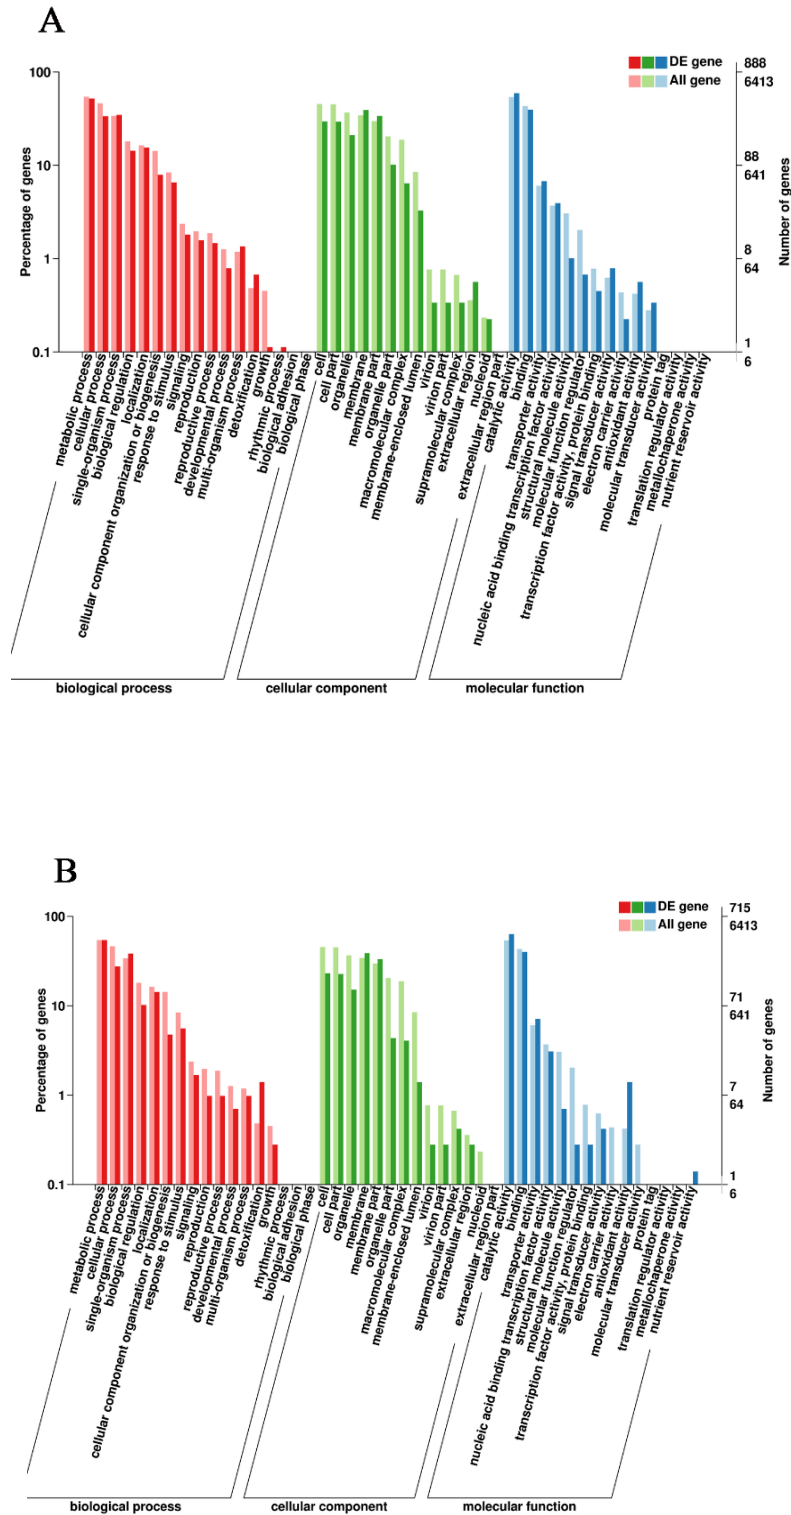 A
DE gene
All gene
888
6413
88
641
8
64
1
6
Number of genes
100
10
1
0.1
Percentage of genes
metabolic process
cellular process
single-organism process
biological regulation
localization
cellular component organization or biogenesis
response to stimulus
signaling
reproduction
reproductive process
developmental process
multi-organism process
detoxification
growth
rhythmic process
biological adhesion
biological phase
cell
cell part
organelle
membrane
membrane part
organelle part
macromolecular complex
membrane-enclosed lumen
virion
virion part
supramolecular complex
extracellular region
nucleoid
extracellular region part
catalytic activity
binding
transporter activity
nucleic acid binding transcription factor activity
structural molecule activity
molecular function regulator
transcription factor activity, protein binding
signal transducer activity
electron carrier activity
antioxidant activity
molecular transducer activity
protein tag
translation regulator activity
metallochaperone activity
nutrient reservoir activity
biological process
cellular component
molecular function
B
DE gene
All gene
715
6413
71
641
7
64
1
6
Number of genes
100
10
1
0.1
Percentage of genes
metabolic process
cellular process
single-organism process
biological regulation
localization
cellular component organization or biogenesis
response to stimulus
signaling
reproduction
reproductive process
developmental process
multi-organism process
detoxification
growth
rhythmic process
biological adhesion
biological phase
cell
cell part
organelle
membrane
membrane part
organelle part
macromolecular complex
membrane-enclosed lumen
virion
virion part
supramolecular complex
extracellular region
nucleoid
extracellular region part
catalytic activity
binding
transporter activity
nucleic acid binding transcription factor activity
structural molecule activity
molecular function regulator
transcription factor activity, protein binding
signal transducer activity
electron carrier activity
antioxidant activity
molecular transducer activity
protein tag
translation regulator activity
metallochaperone activity
nutrient reservoir activity
biological process
cellular component
molecular function